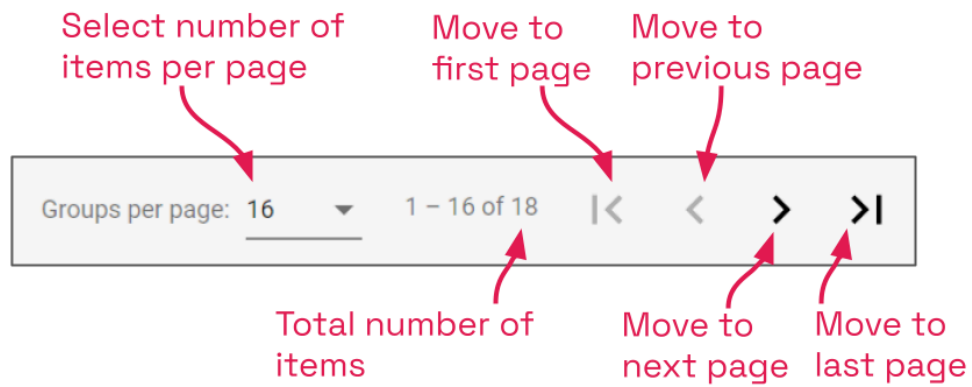 Select number of
items per page
Move to
first page
Move to
previous page
Groups per page: 16
1 – 16 of 18
Total number of
items
Move to
next page
Move to
last page